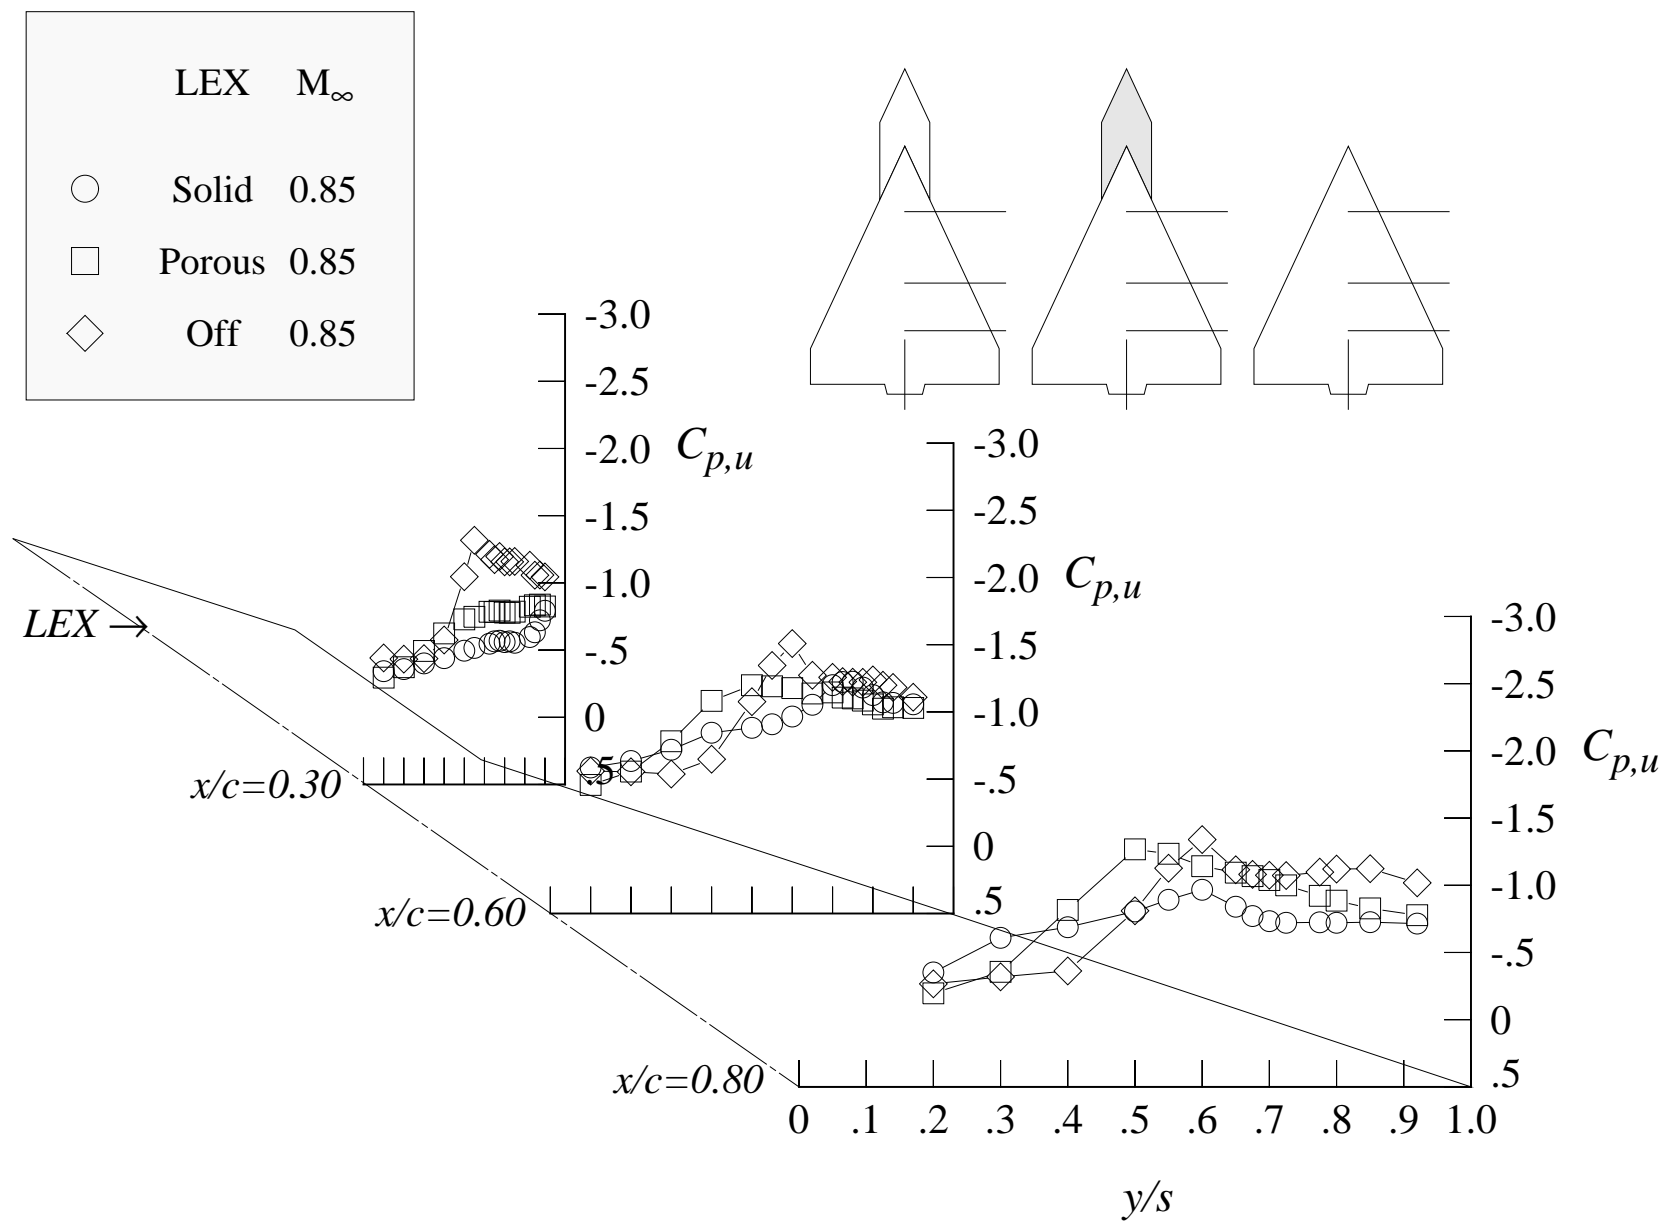 LEX M∞
Solid 0.85
Porous 0.85
Off 0.85
-3.0
-2.5
-2.0
-1.5
-1.0
-.5
0
.5
Cp,u
-3.0
-2.5
-2.0
-1.5
-1.0
-.5
0
.5
Cp,u
-3.0
-2.5
-2.0
-1.5
-1.0
-.5
0
.5
Cp,u
LEX →
x/c=0.30
x/c=0.60
x/c=0.80
0 .1 .2 .3 .4 .5 .6 .7 .8 .9 1.0
y/s